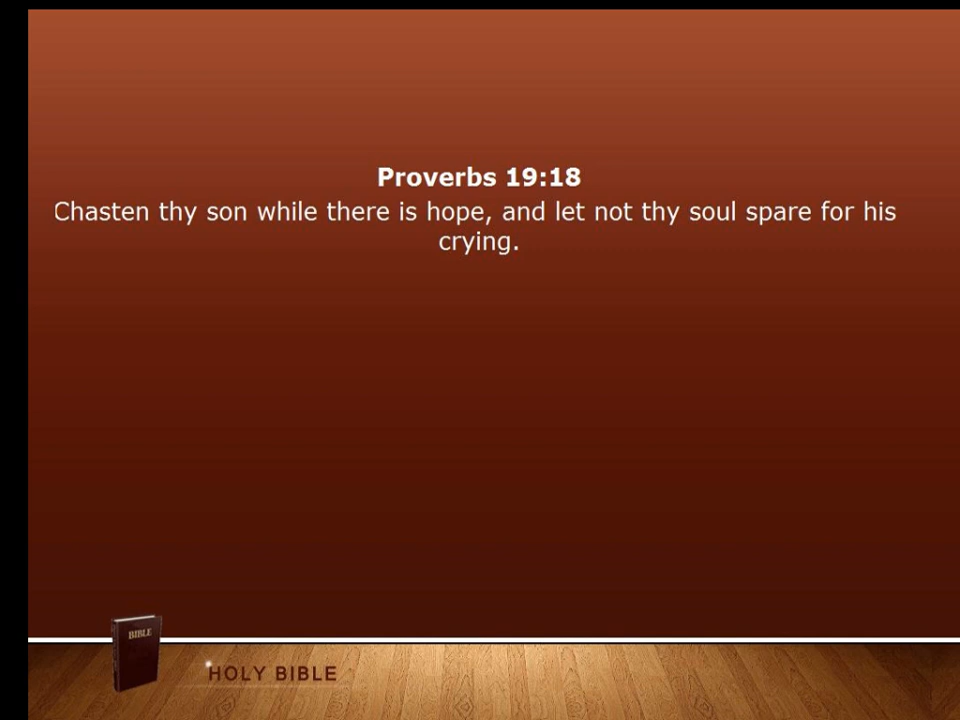 Proverbs 19:18
Chasten thy son while there is hope, and let not thy soul spare for his
crying.
BIBLE
HOLY BIBLE